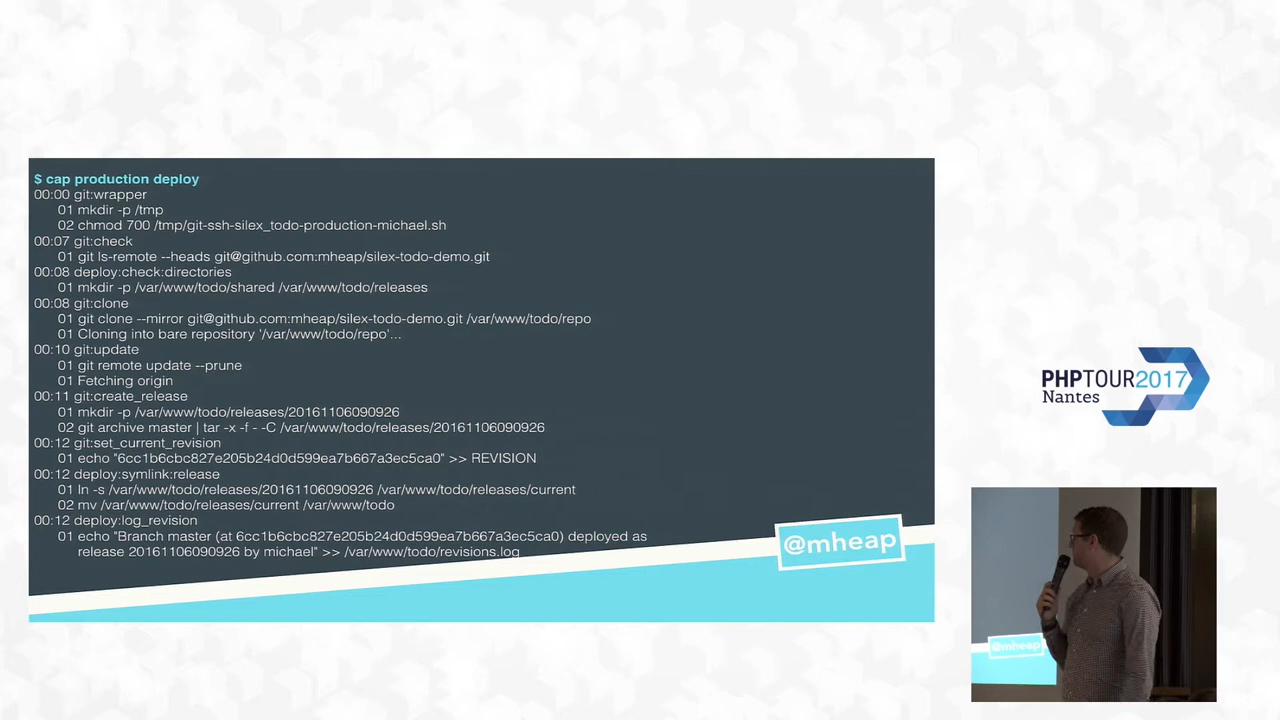 $ cap production deploy
00:00 git:wrapper
01 mkdir -p /tmp
02 chmod 700 /tmp/git-ssh-silex_todo-production-michael.sh
00:07 git:check
01 git ls-remote --heads git@github.com:mheap/silex-todo-demo.git
00:08 deploy:check:directories
01 mkdir -p /var/www/todo/shared /var/www/todo/releases
00:08 git:clone
01 git clone --mirror git@github.com:mheap/silex-todo-demo.git /var/www/todo/repo
01 Cloning into bare repository '/var/www/todo/repo'...
00:10 git:update
01 git remote update --prune
01 Fetching origin
00:11 git:create_release
01 mkdir -p /var/www/todo/releases/20161106090926
02 git archive master | tar -x -f - -C /var/www/todo/releases/20161106090926
00:12 git:set_current_revision
01 echo "6cc1b6cbc827e205b24d0d599ea7b667a3ec5ca0" >> REVISION
00:12 deploy:symlink:release
01 ln -s /var/www/todo/releases/20161106090926 /var/www/todo/releases/current
02 mv /var/www/todo/releases/current /var/www/todo
00:12 deploy:log_revision
01 echo "Branch master (at 6cc1b6cbc827e205b24d0d599ea7b667a3ec5ca0) deployed as
release 20161106090926 by michael" >> /var/www/todo/revisions.log
@mheap
PHPTOUR2017
Nantes
@mheap